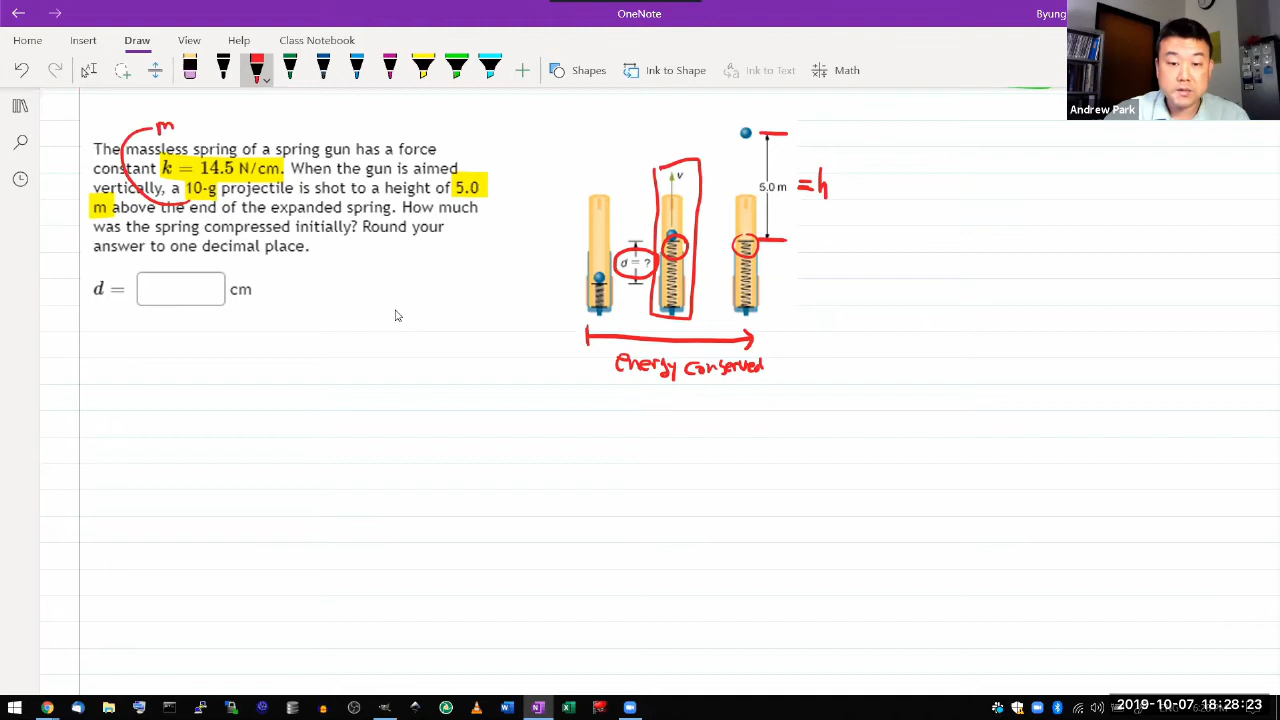 OneNote
Byung
Home Insert Draw View Help Class Notebook
Shapes Ink to Shape Ink to Text Math
Andrew Park
m
The massless spring of a spring gun has a force
constant k = 14.5 N/cm. When the gun is aimed
vertically, a 10-g projectile is shot to a height of 5.0
m above the end of the expanded spring. How much
was the spring compressed initially? Round your
answer to one decimal place.
d = cm
v
5.0 m = h
d = ?
Energy Conserved
2019-10-07 18:28:23